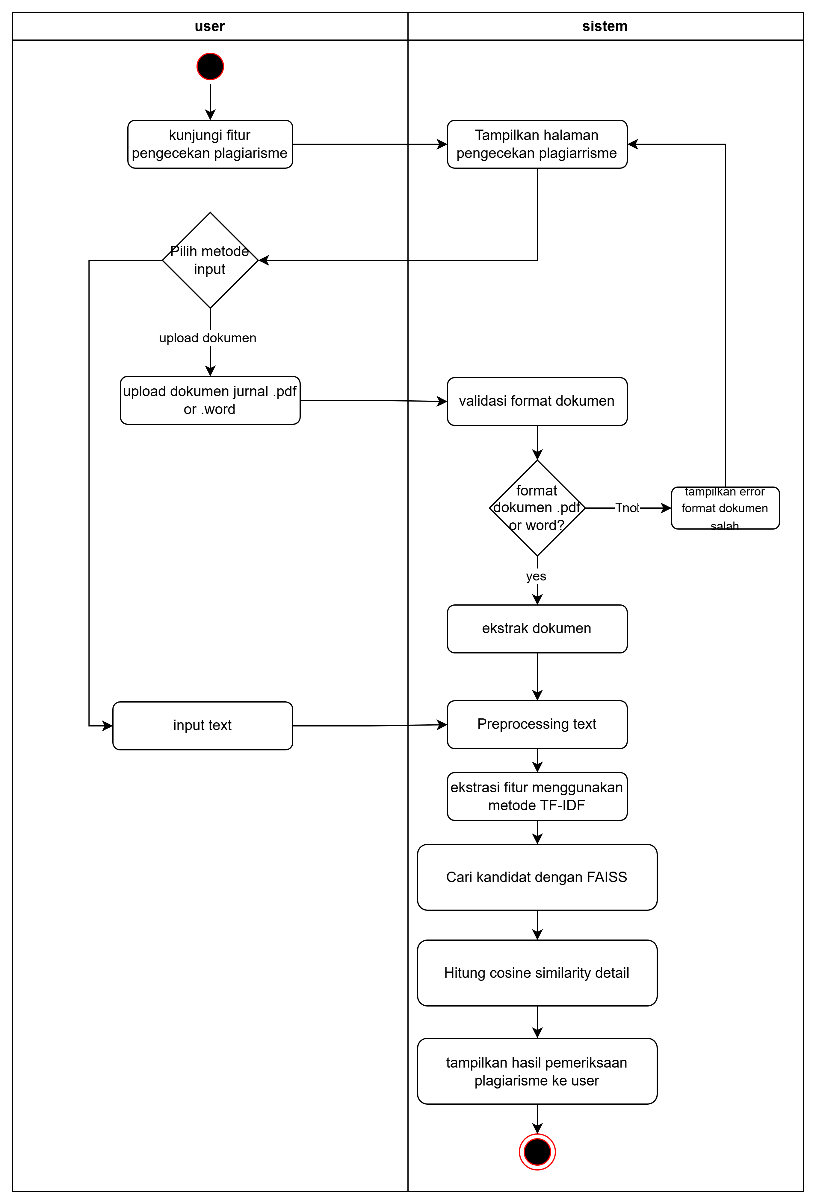 user
sistem
kunjungi fitur
pengecekan plagiarisme
Tampilkan halaman
pengecekan plagiarrisme
Pilih metode
input
upload dokumen
upload dokumen jurnal .pdf
or .word
validasi format dokumen
format
dokumen .pdf
or word?
Tnot
tampilkan error
format dokumen
salah
yes
ekstrak dokumen
input text
Preprocessing text
ekstrasi fitur menggunakan
metode TF-IDF
Cari kandidat dengan FAISS
Hitung cosine similarity detail
tampilkan hasil pemeriksaan
plagiarisme ke user